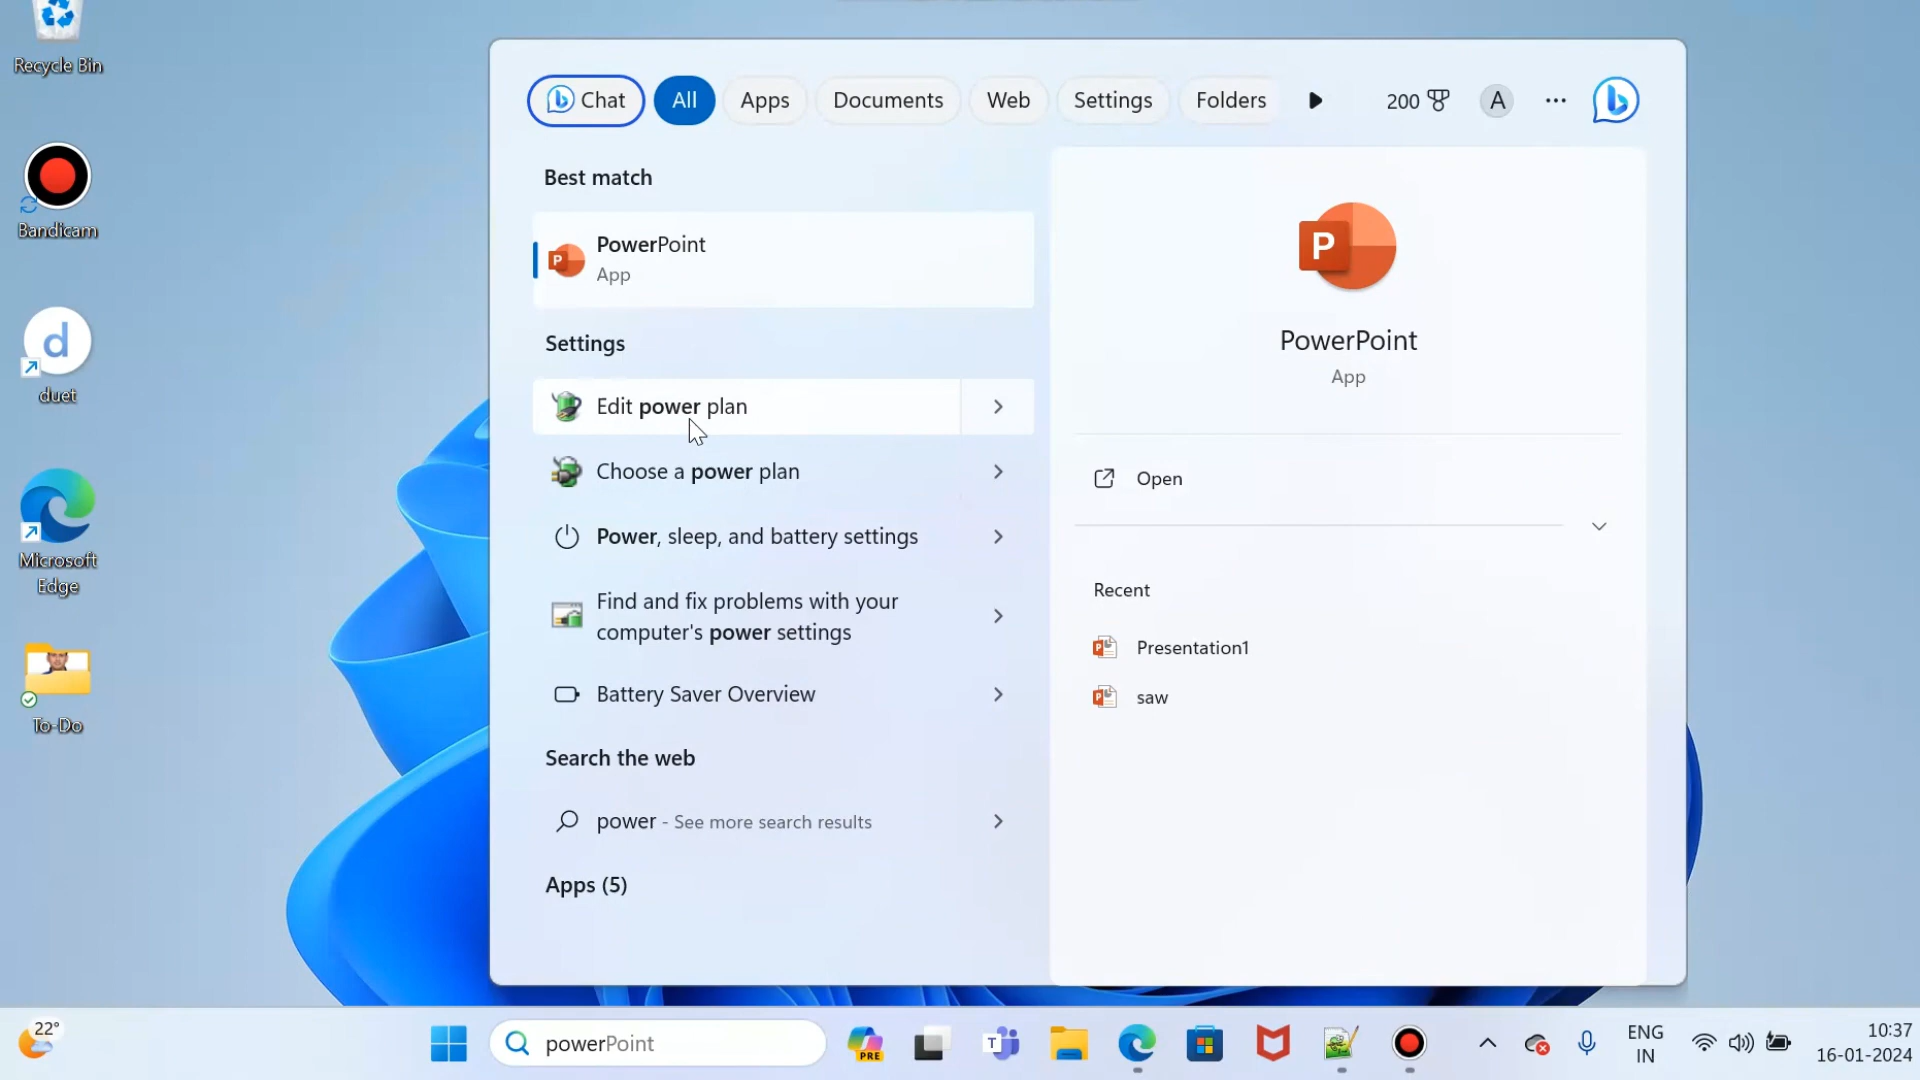 Recycle Bin
Bandicam
d
duet
Microsoft
Edge
To-Do
Chat
All
Apps
Documents
Web
Settings
Folders
200
A
Best match
PowerPoint
App
Settings
Edit power plan
Choose a power plan
Power, sleep, and battery settings
Find and fix problems with your
computer's power settings
Battery Saver Overview
Search the web
power - See more search results
Apps (5)
P
PowerPoint
App
Open
Recent
Presentation1
saw
22°
powerPoint
PRE
T
ENG
IN
10:37
16-01-2024